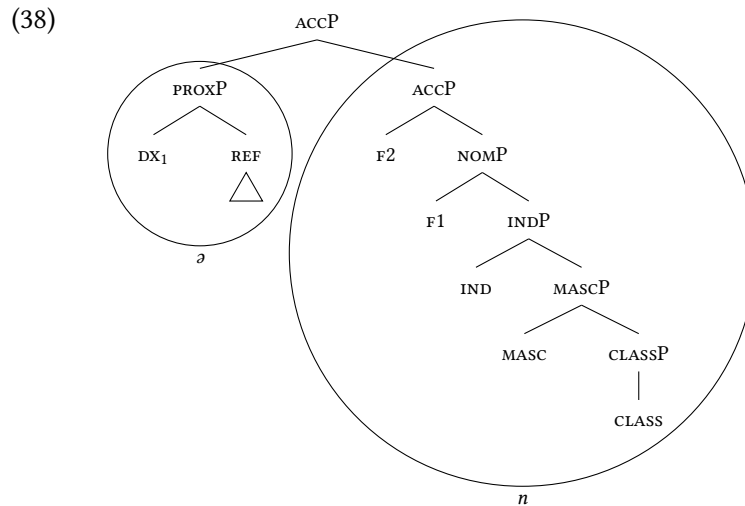 (38)
ACCP
PROXP ACCP
DX₁ REF F2 NOMP
F1 INDP
ə
IND MASCP
MASC CLASSP
CLASS
n